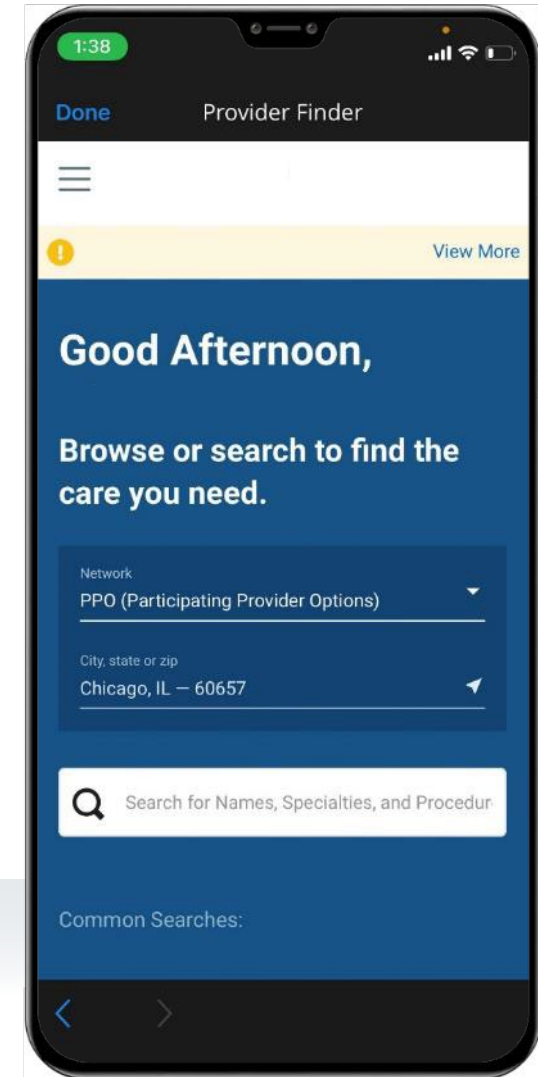 1:38
Done Provider Finder
View More
Good Afternoon,
Browse or search to find the
care you need.
Network
PPO (Participating Provider Options)
City, state or zip
Chicago, IL — 60657
Search for Names, Specialties, and Procedur
Common Searches: